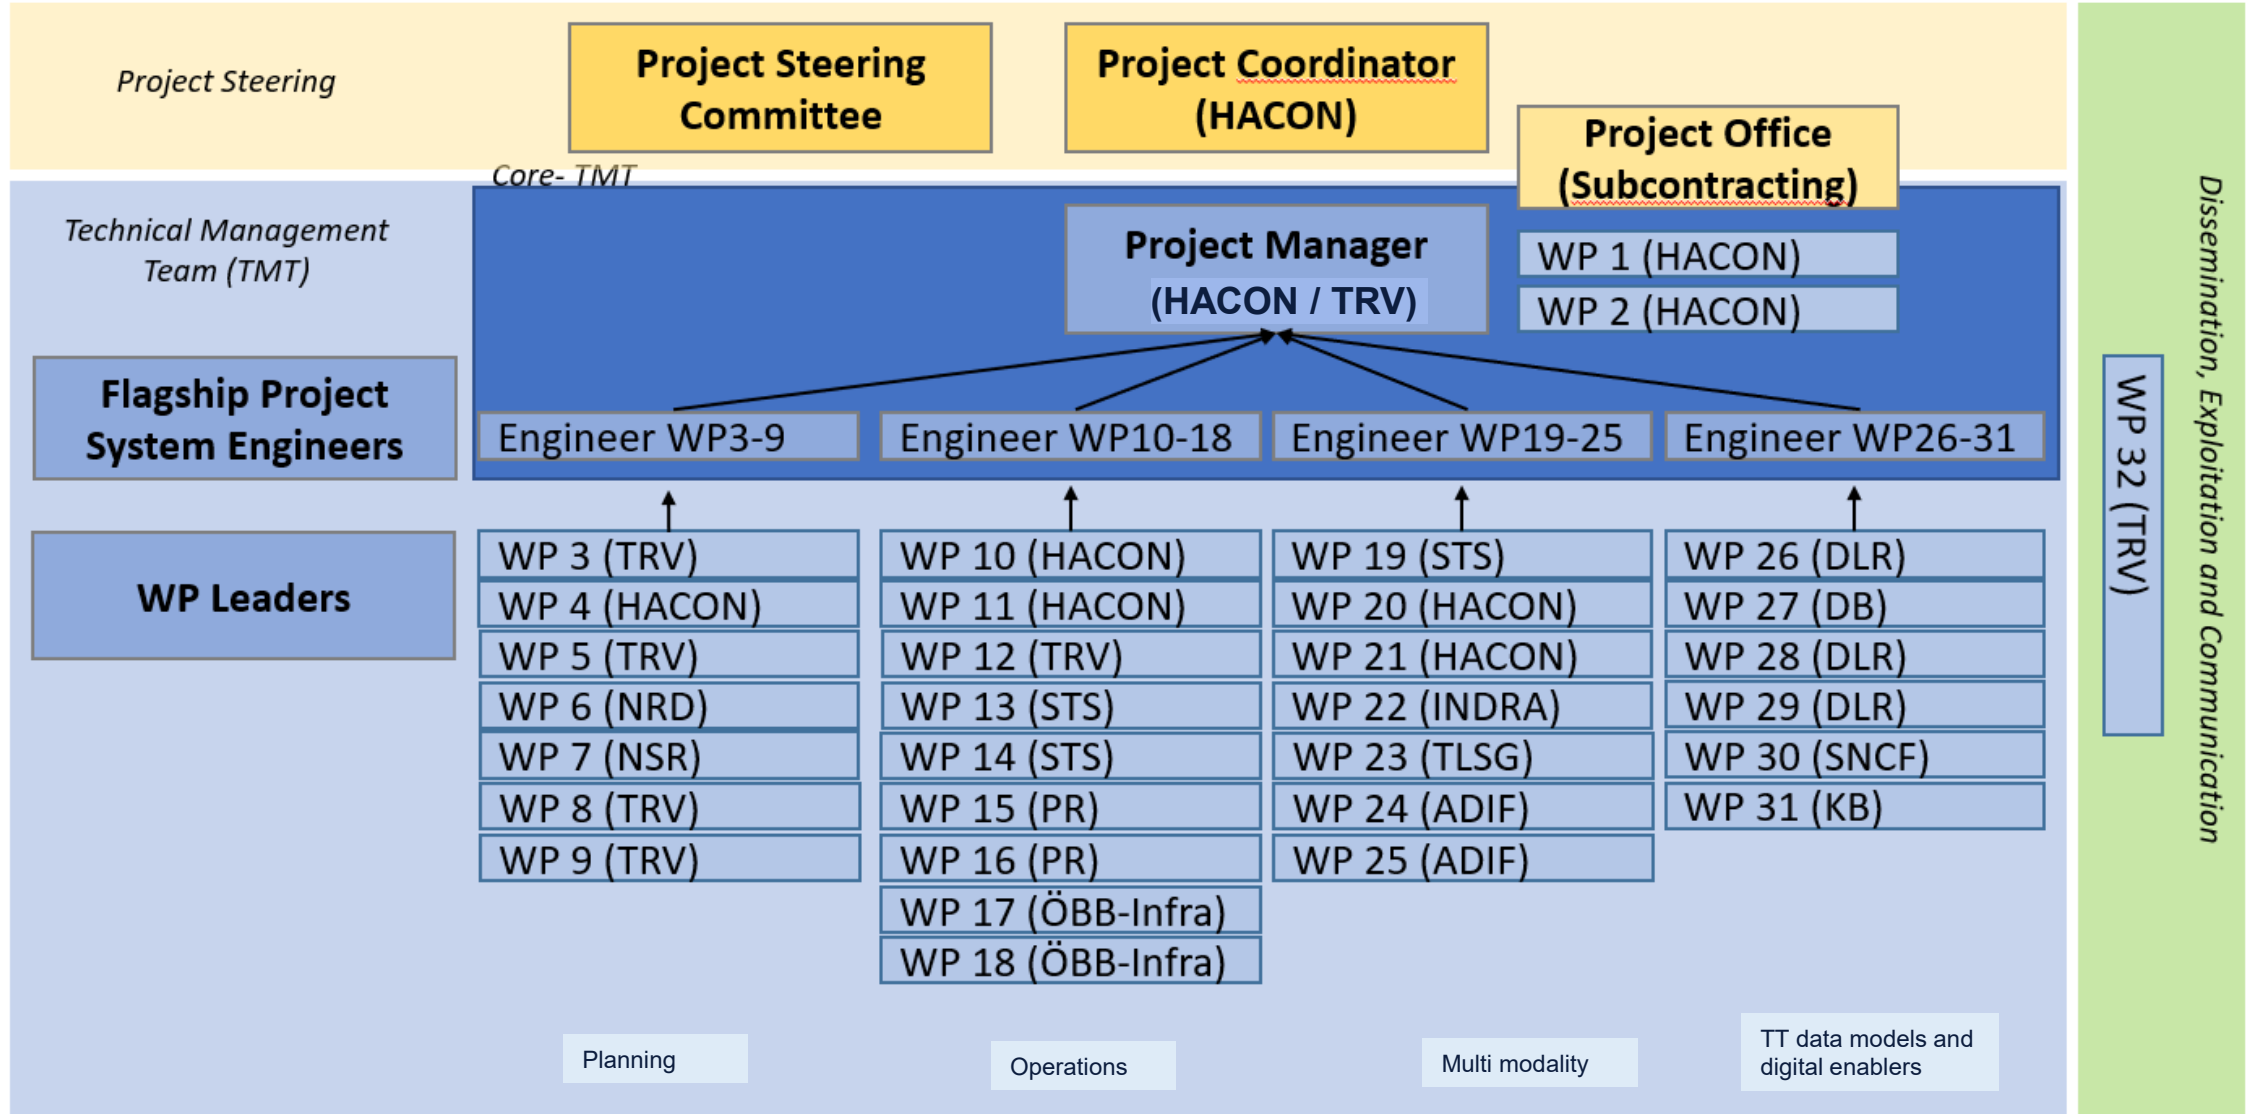 Project Steering
Project Steering
Committee
Project Coordinator
(HACON)
Project Office
(Subcontracting)
Core- TMT
Technical Management
Team (TMT)
Project Manager
(HACON / TRV)
WP 1 (HACON)
WP 2 (HACON)
Flagship Project
System Engineers
Engineer WP3-9
Engineer WP10-18
Engineer WP19-25
Engineer WP26-31
WP Leaders
WP 3 (TRV)
WP 4 (HACON)
WP 5 (TRV)
WP 6 (NRD)
WP 7 (NSR)
WP 8 (TRV)
WP 9 (TRV)
WP 10 (HACON)
WP 11 (HACON)
WP 12 (TRV)
WP 13 (STS)
WP 14 (STS)
WP 15 (PR)
WP 16 (PR)
WP 17 (ÖBB-Infra)
WP 18 (ÖBB-Infra)
WP 19 (STS)
WP 20 (HACON)
WP 21 (HACON)
WP 22 (INDRA)
WP 23 (TLSG)
WP 24 (ADIF)
WP 25 (ADIF)
WP 26 (DLR)
WP 27 (DB)
WP 28 (DLR)
WP 29 (DLR)
WP 30 (SNCF)
WP 31 (KB)
Planning
Operations
Multi modality
TT data models and
digital enablers
WP 32 (TRV)
Dissemination, Exploitation and Communication